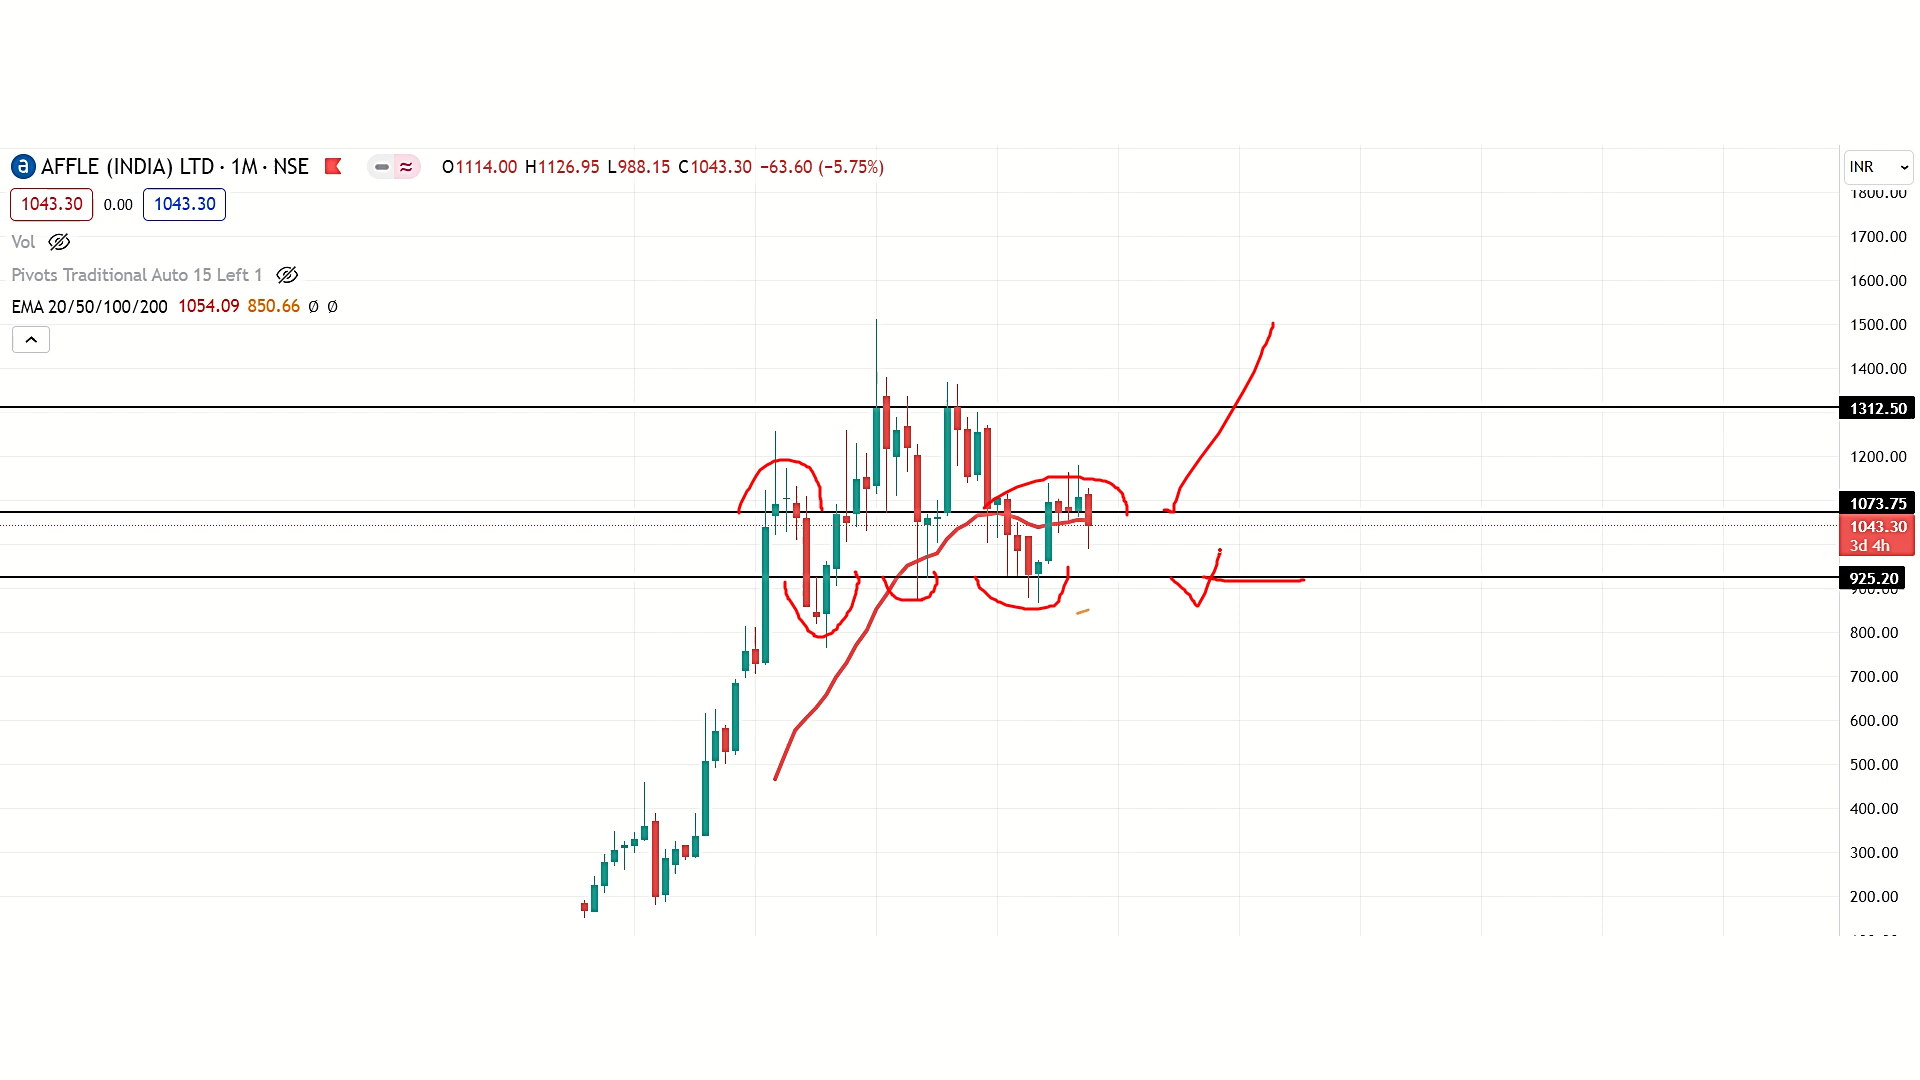 AFFLE (INDIA) LTD · 1M · NSE O1114.00 H1126.95 L988.15 C1043.30 −63.60 (−5.75%)
INR
1043.30 0.00 1043.30
Vol
Pivots Traditional Auto 15 Left 1
EMA 20/50/100/200 1054.09 850.66 Ø Ø
1800.00
1700.00
1600.00
1500.00
1400.00
1312.50
1200.00
1073.75
1043.30
3d 4h
925.20
900.00
800.00
700.00
600.00
500.00
400.00
300.00
200.00